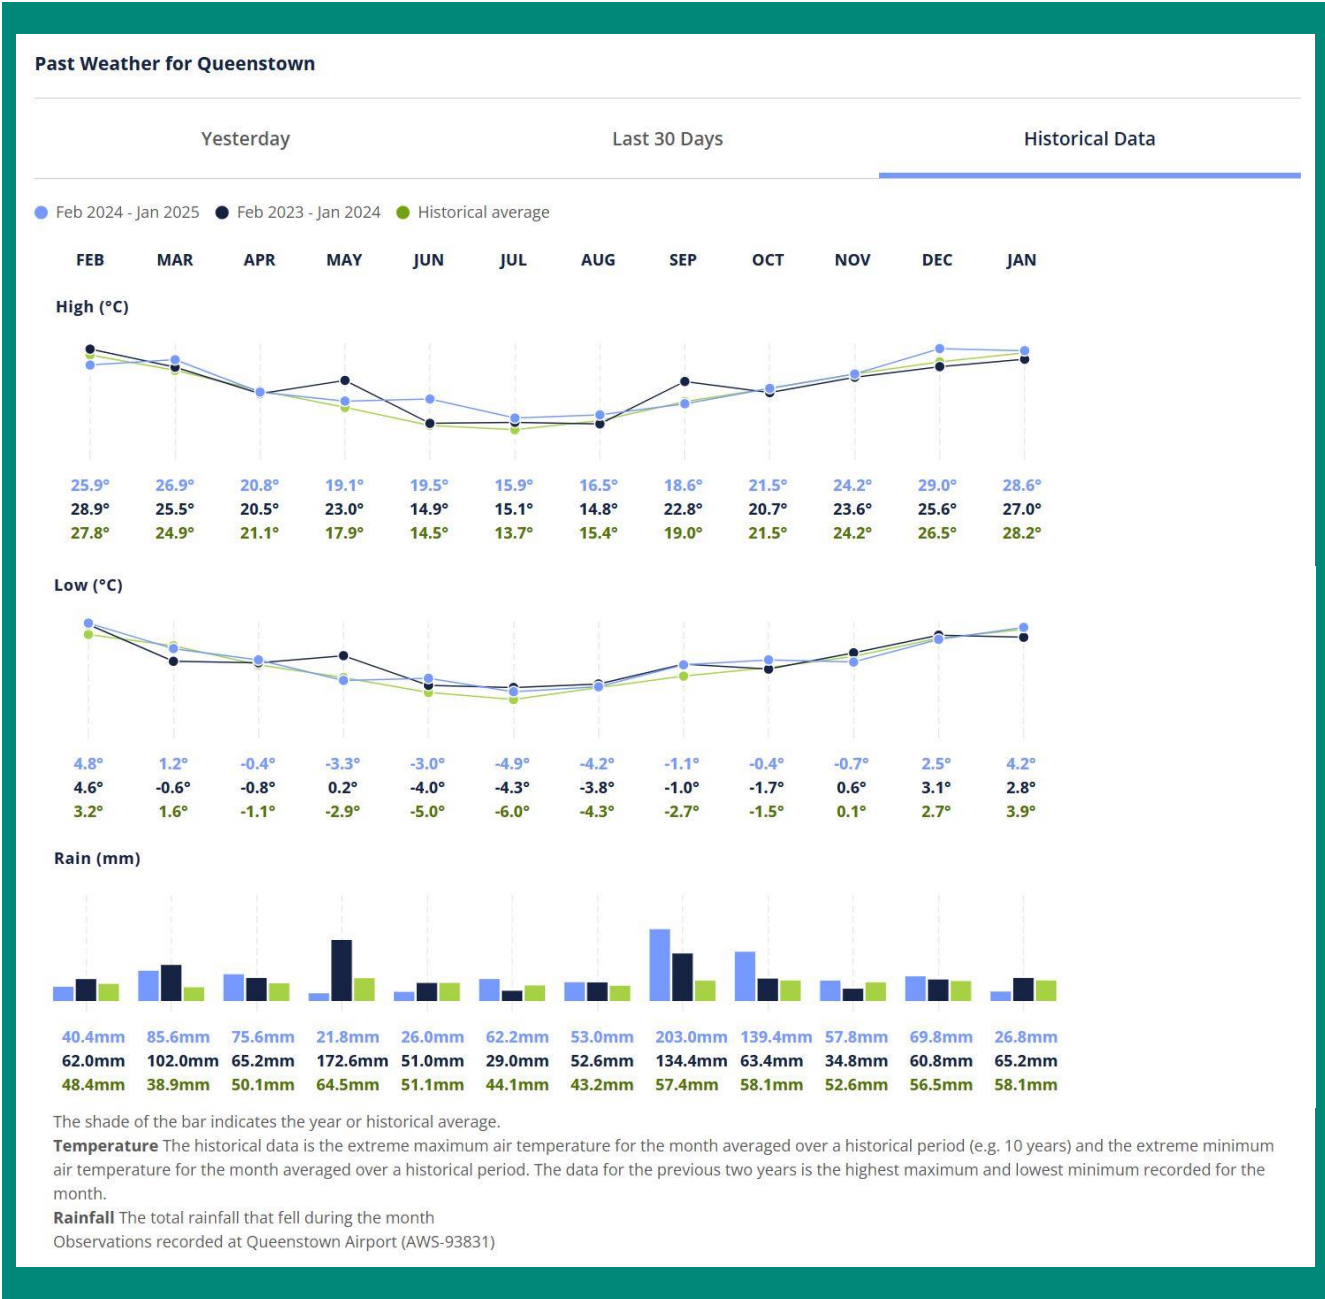 Past Weather for Queenstown
Yesterday Last 30 Days Historical Data
Feb 2024 - Jan 2025 Feb 2023 - Jan 2024 Historical average
FEB MAR APR MAY JUN JUL AUG SEP OCT NOV DEC JAN
High (°C)
25.9° 26.9° 20.8° 19.1° 19.5° 15.9° 16.5° 18.6° 21.5° 24.2° 29.0° 28.6°
28.9° 25.5° 20.5° 23.0° 14.9° 15.1° 14.8° 22.8° 20.7° 23.6° 25.6° 27.0°
27.8° 24.9° 21.1° 17.9° 14.5° 13.7° 15.4° 19.0° 21.5° 24.2° 26.5° 28.2°
Low (°C)
4.8° 1.2° -0.4° -3.3° -3.0° -4.9° -4.2° -1.1° -0.4° -0.7° 2.5° 4.2°
4.6° -0.6° -0.8° 0.2° -4.0° -4.3° -3.8° -1.0° -1.7° 0.6° 3.1° 2.8°
3.2° 1.6° -1.1° -2.9° -5.0° -6.0° -4.3° -2.7° -1.5° 0.1° 2.7° 3.9°
Rain (mm)
40.4mm 85.6mm 75.6mm 21.8mm 26.0mm 62.2mm 53.0mm 203.0mm 139.4mm 57.8mm 69.8mm 26.8mm
62.0mm 102.0mm 65.2mm 172.6mm 51.0mm 29.0mm 52.6mm 134.4mm 63.4mm 34.8mm 60.8mm 65.2mm
48.4mm 38.9mm 50.1mm 64.5mm 51.1mm 44.1mm 43.2mm 57.4mm 58.1mm 52.6mm 56.5mm 58.1mm
The shade of the bar indicates the year or historical average.
Temperature The historical data is the extreme maximum air temperature for the month averaged over a historical period (e.g. 10 years) and the extreme minimum
air temperature for the month averaged over a historical period. The data for the previous two years is the highest maximum and lowest minimum recorded for the
month.
Rainfall The total rainfall that fell during the month
Observations recorded at Queenstown Airport (AWS-93831)